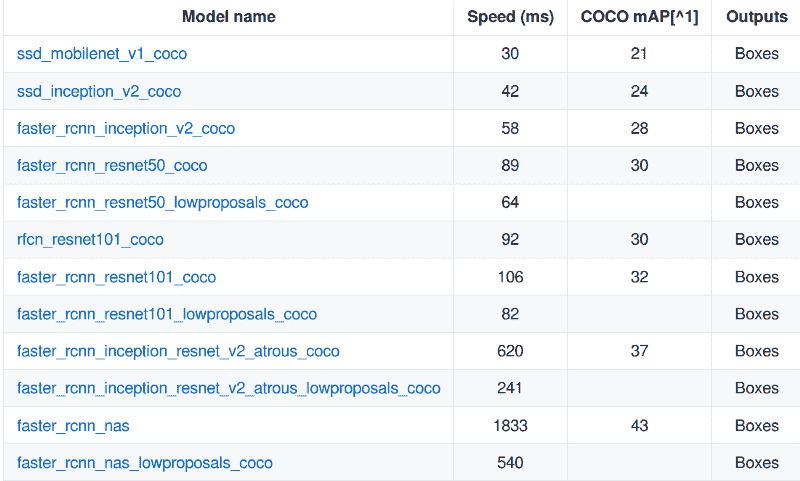 Model name Speed (ms) COCO mAP[^1] Outputs
ssd_mobilenet_v1_coco 30 21 Boxes
ssd_inception_v2_coco 42 24 Boxes
faster_rcnn_inception_v2_coco 58 28 Boxes
faster_rcnn_resnet50_coco 89 30 Boxes
faster_rcnn_resnet50_lowproposals_coco 64 Boxes
rfcn_resnet101_coco 92 30 Boxes
faster_rcnn_resnet101_coco 106 32 Boxes
faster_rcnn_resnet101_lowproposals_coco 82 Boxes
faster_rcnn_inception_resnet_v2_atrous_coco 620 37 Boxes
faster_rcnn_inception_resnet_v2_atrous_lowproposals_coco 241 Boxes
faster_rcnn_nas 1833 43 Boxes
faster_rcnn_nas_lowproposals_coco 540 Boxes